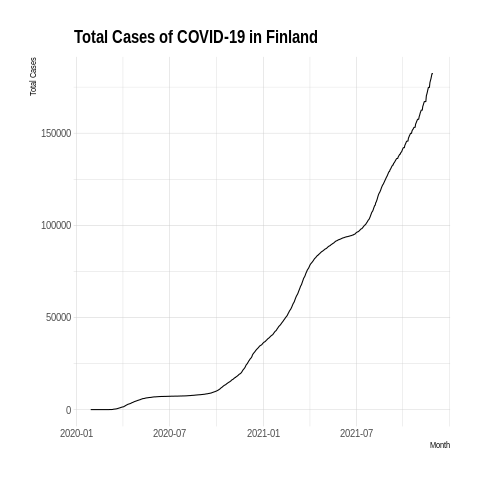 Total Cases of COVID-19 in Finland
Total Cases
150000
100000
50000
0
2020-01 2020-07 2021-01 2021-07
Month